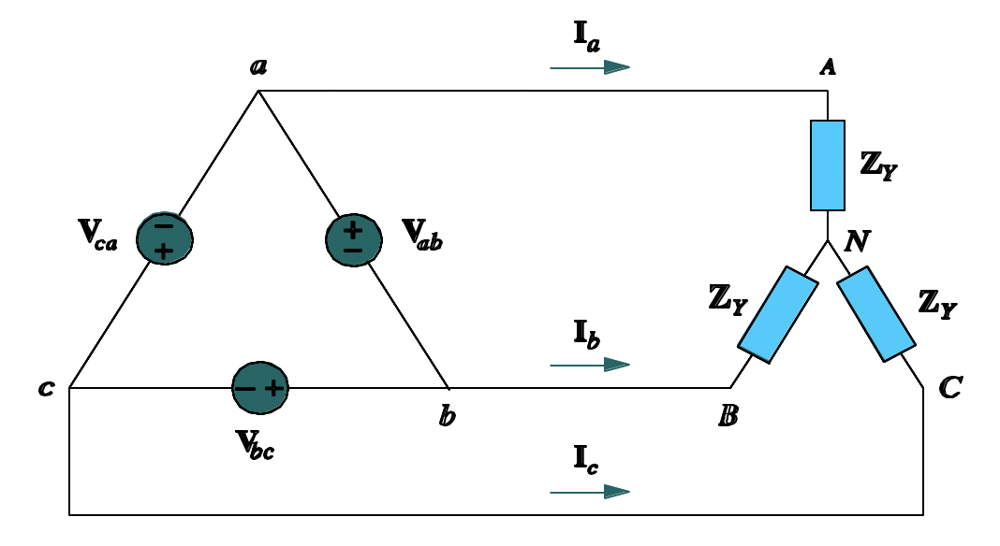 I_a
a
A
Z_Y
V_ca
− +
+ −
V_ab
N
Z_Y
Z_Y
I_b
c
− +
b
B
C
V_bc
I_c